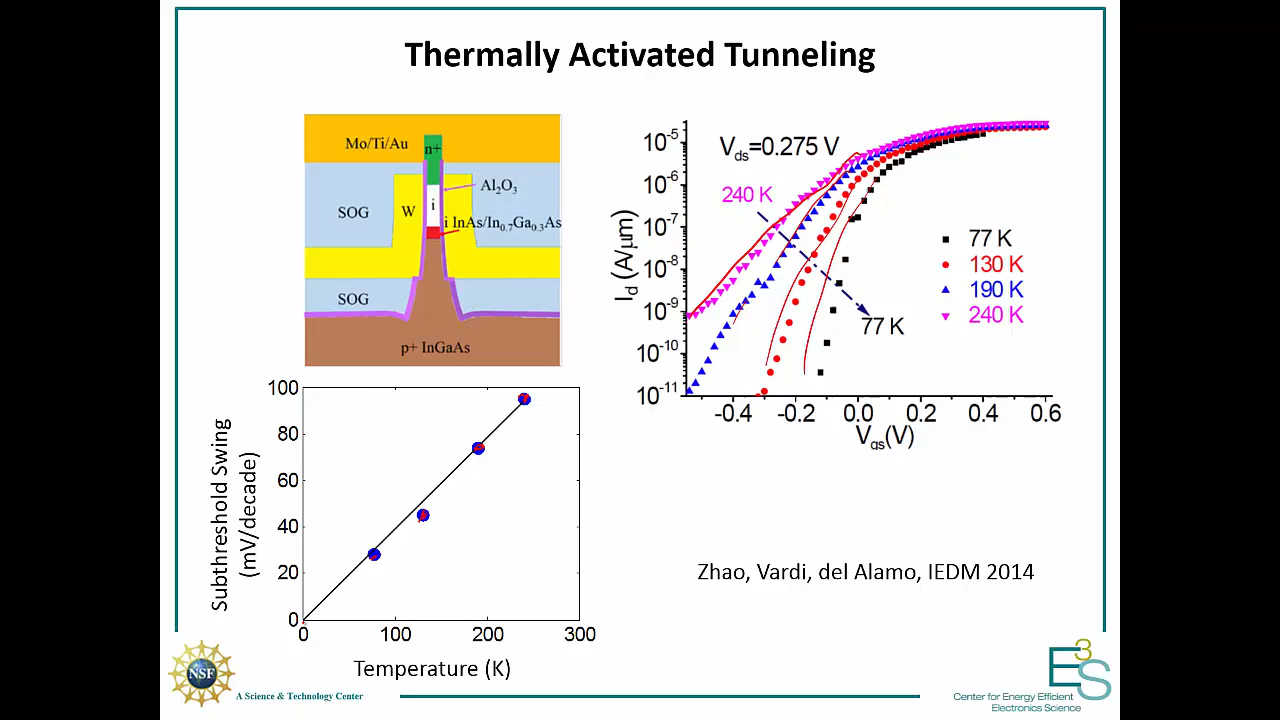 Thermally Activated Tunneling
Mo/Ti/Au
n+
Al₂O₃
SOG
W
i
i InAs/In₀.₇Ga₀.₃As
SOG
p+ InGaAs
Vds=0.275 V
240 K
77 K
77 K
130 K
190 K
240 K
Id (A/μm)
10⁻⁵
10⁻⁶
10⁻⁷
10⁻⁸
10⁻⁹
10⁻¹⁰
10⁻¹¹
-0.4 -0.2 0.0 0.2 0.4 0.6
Vgs(V)
Subthreshold Swing
(mV/decade)
100
80
60
40
20
0
0 100 200 300
Temperature (K)
Zhao, Vardi, del Alamo, IEDM 2014
NSF
A Science & Technology Center
E³S
Center for Energy Efficient
Electronics Science